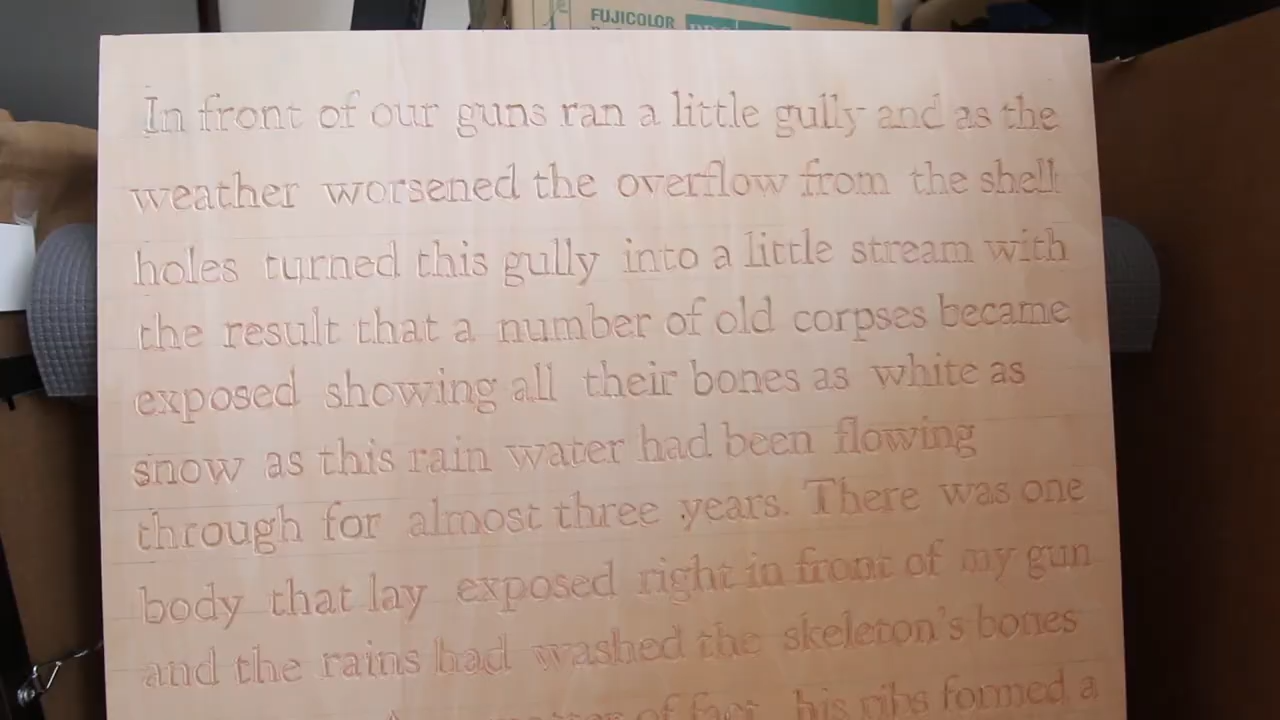 FUJICOLOR
In front of our guns ran a little gully and as the
weather worsened the overflow from the shell
holes turned this gully into a little stream with
the result that a number of old corpses became
exposed showing all their bones as white as
snow as this rain water had been flowing
through for almost three years. There was one
body that lay exposed right in front of my gun
and the rains had washed the skeleton's bones
of fact his ribs formed a